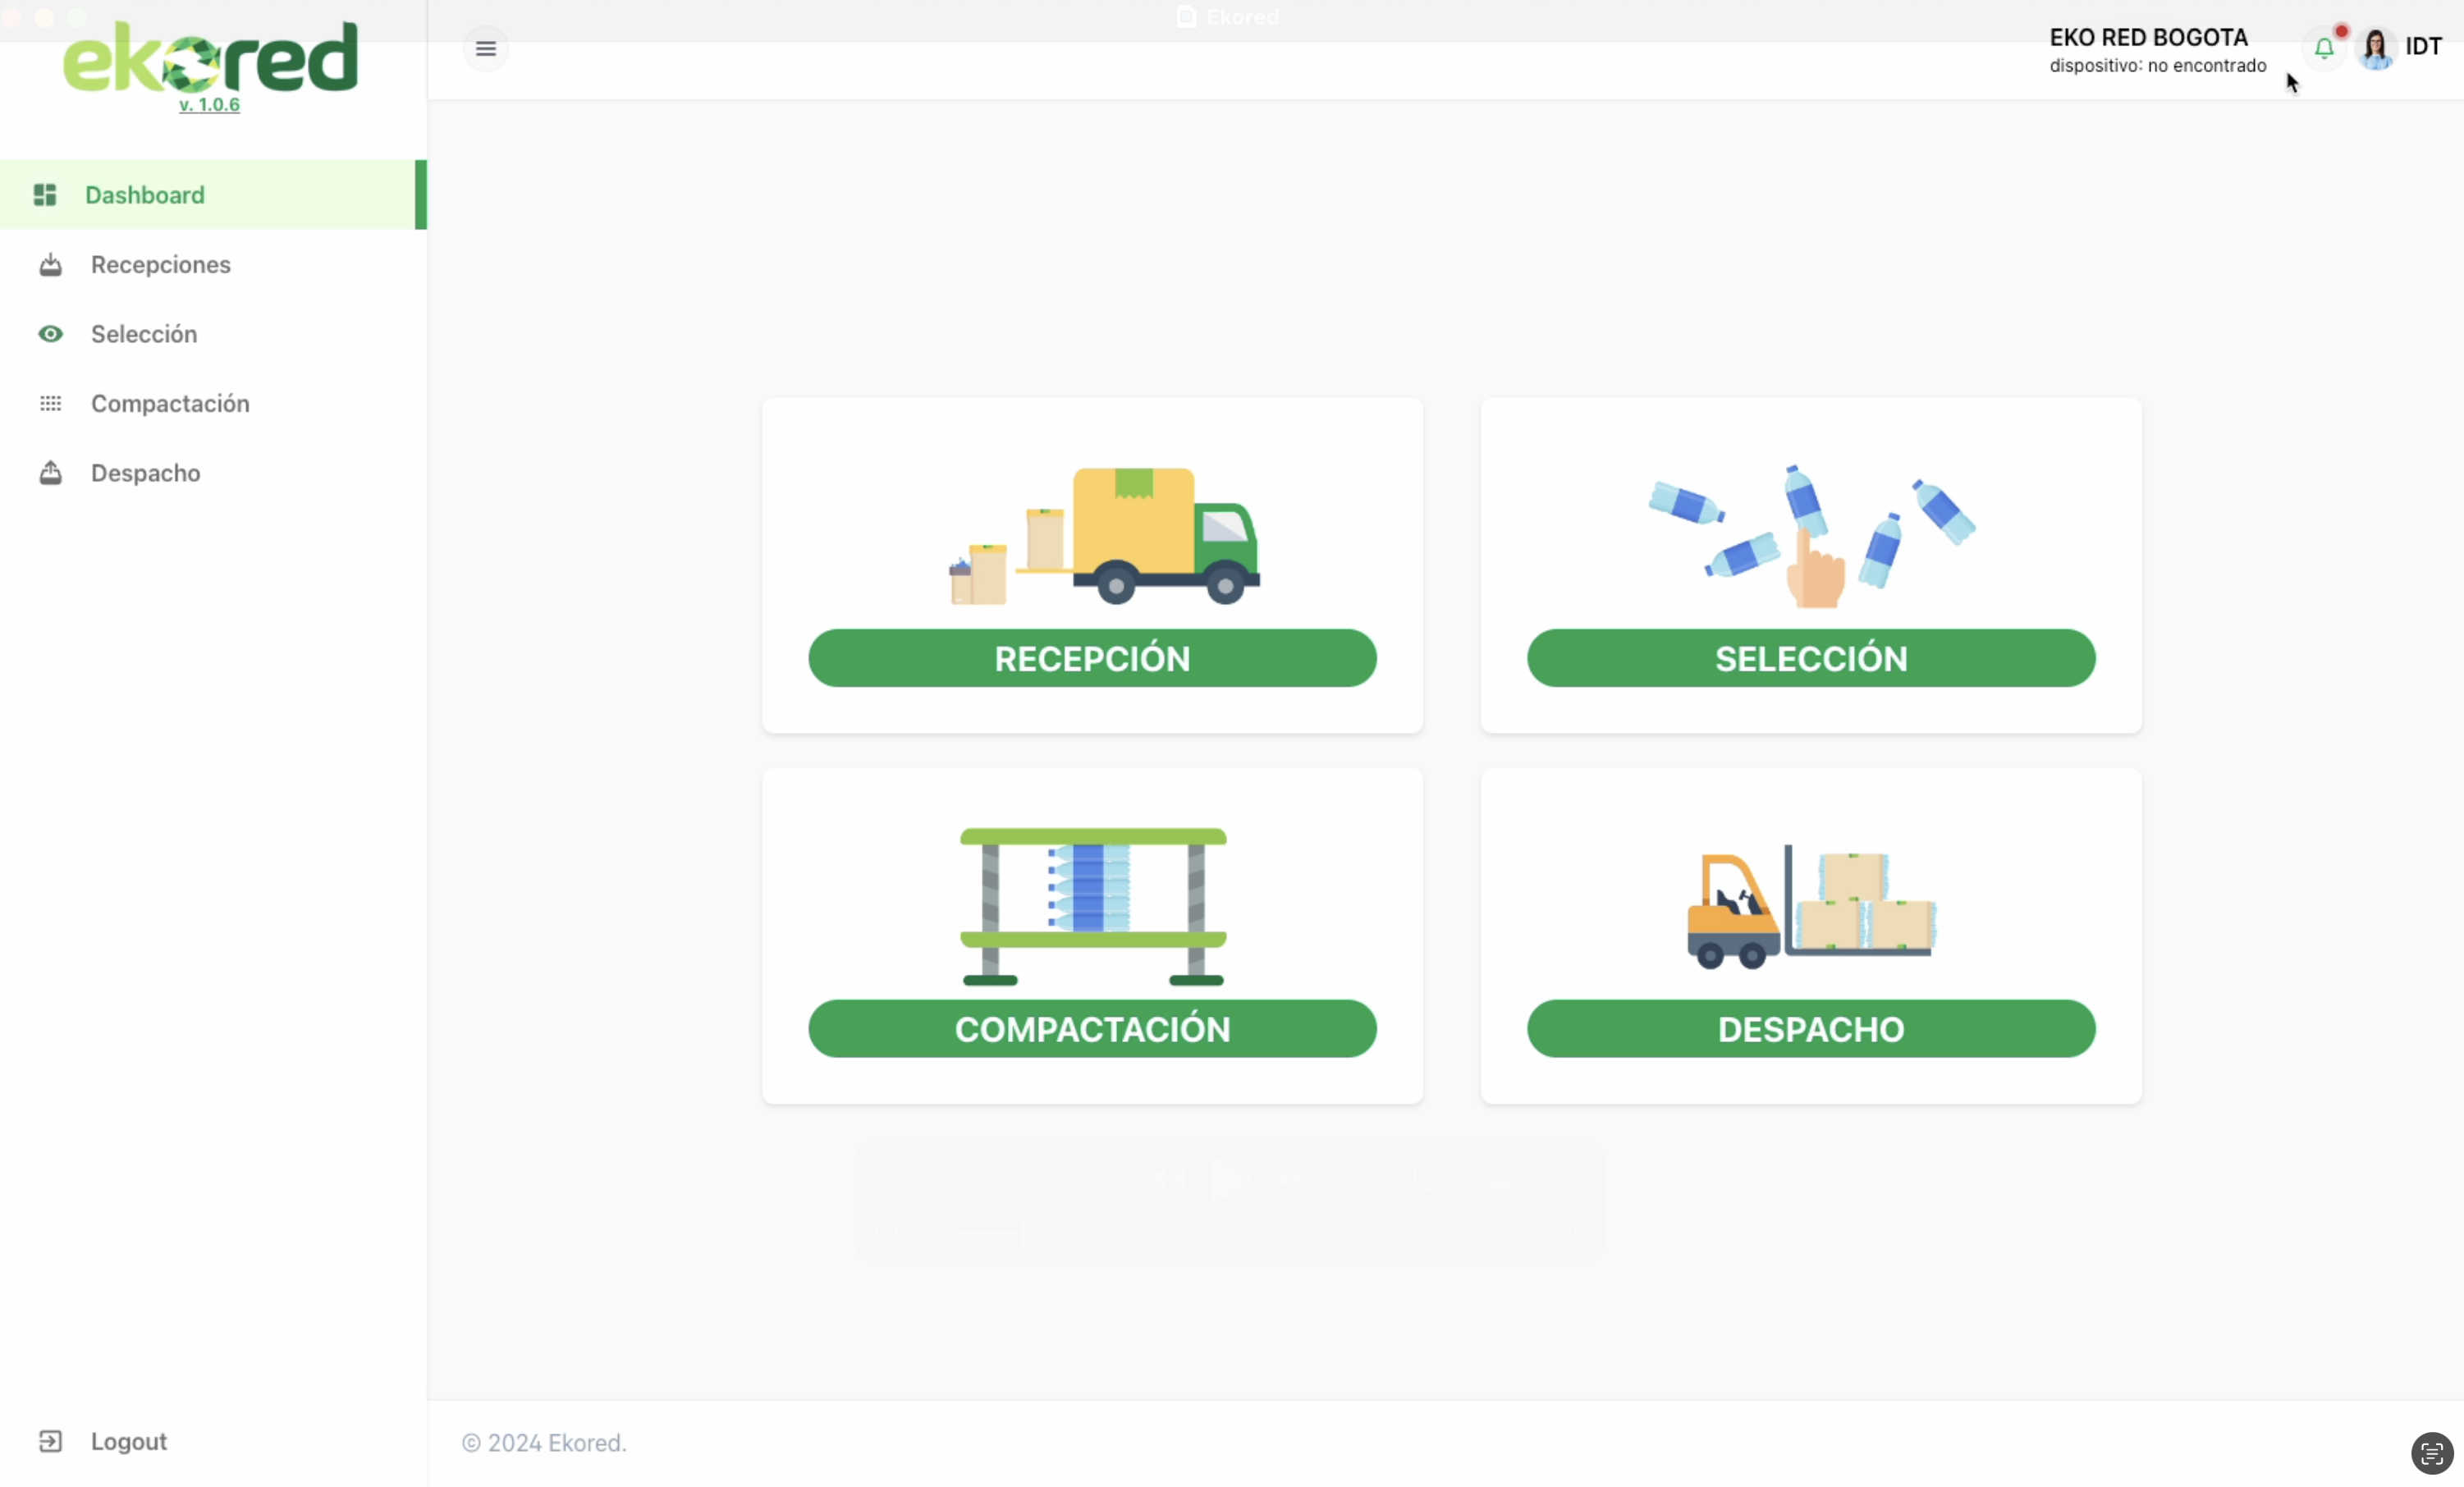 Ekored
ekored
v. 1.0.6
EKO RED BOGOTA
dispositivo: no encontrado
IDT
Dashboard
Recepciones
Selección
Compactación
Despacho
RECEPCIÓN
SELECCIÓN
COMPACTACIÓN
DESPACHO
Logout
© 2024 Ekored.